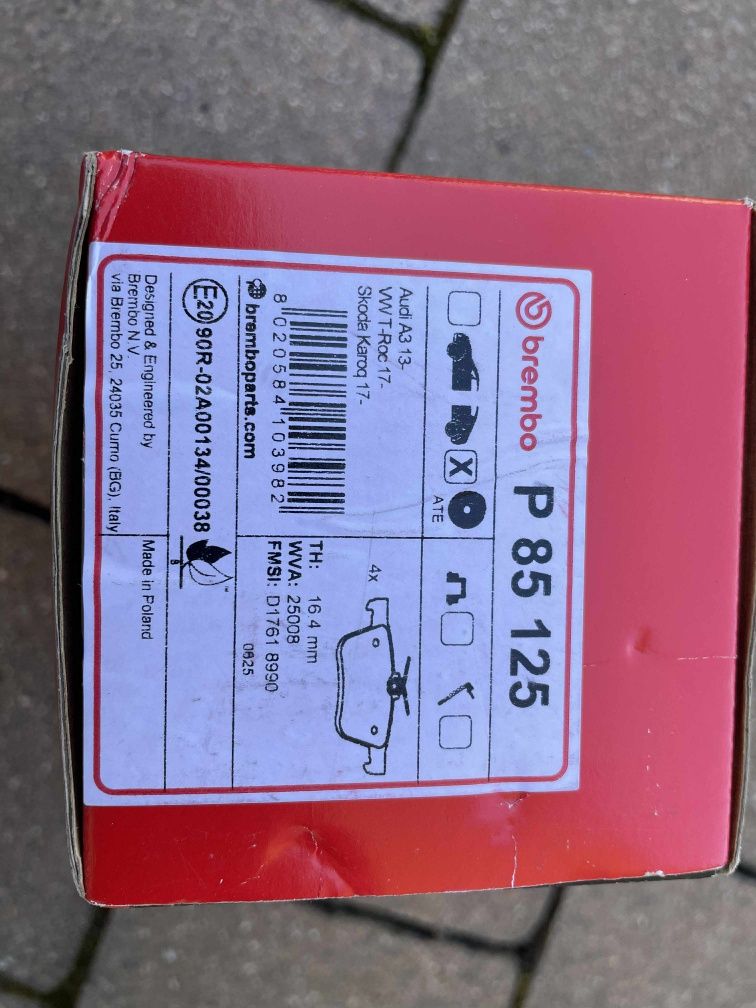 brembo
P 85 125
X
ATE
Audi A3 13-
VW T-Roc 17-
Skoda Karoq 17-
8 020584 103982
4x
TH: 16.4 mm
WVA: 25008
FMSI: D1761 8990
0625
bremboparts.com
E20 90R-02A00134/00038
B
™
Designed & Engineered by
Brembo N.V.
via Brembo 25, 24035 Curno (BG), Italy
Made in Poland